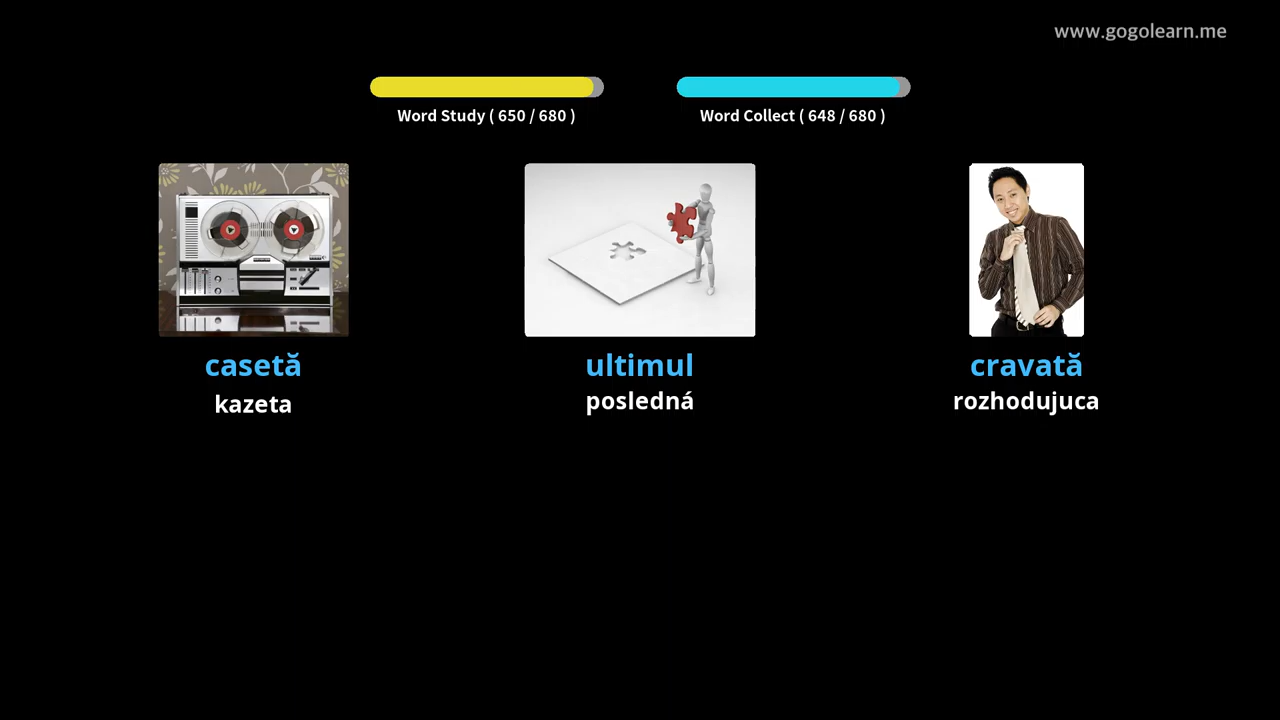 www.gogolearn.me
Word Study ( 650 / 680 )
Word Collect ( 648 / 680 )
casetă
kazeta
ultimul
posledná
cravată
rozhodujuca